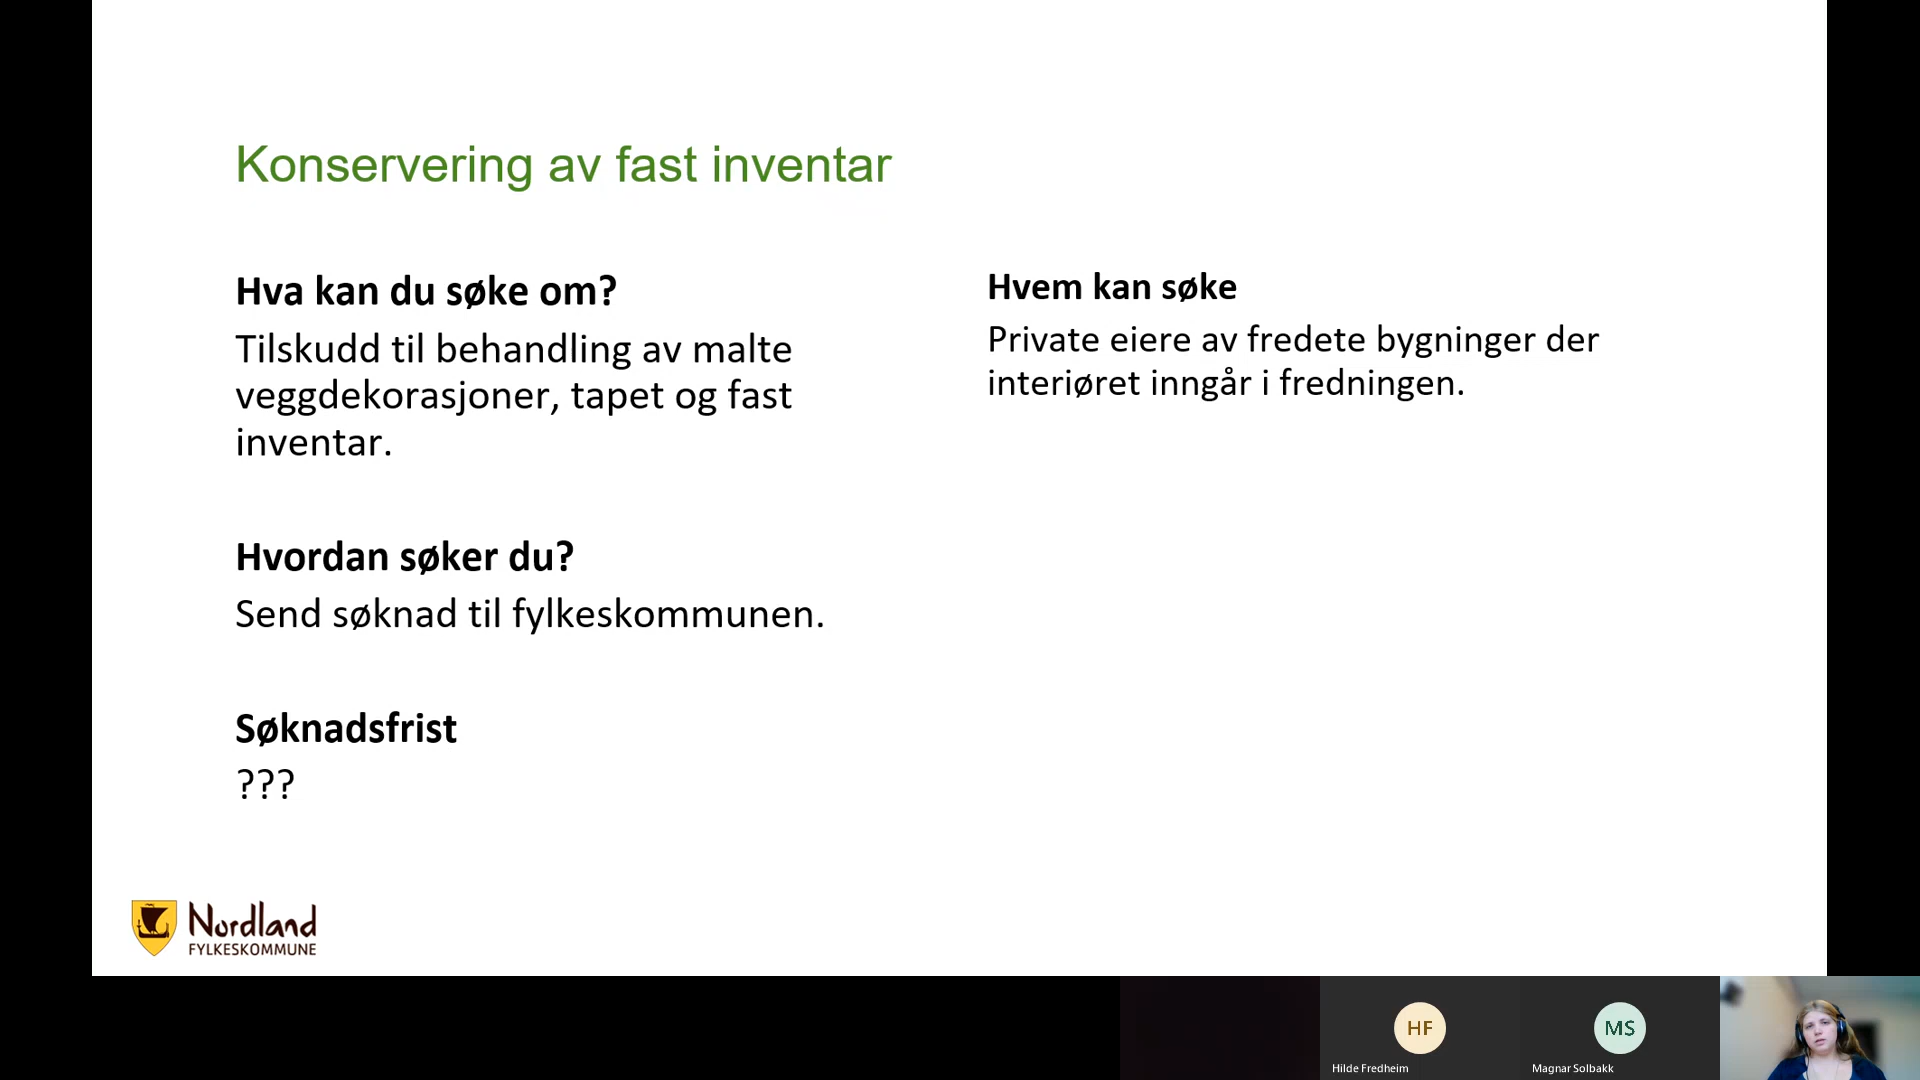 Konservering av fast inventar
Hva kan du søke om?
Tilskudd til behandling av malte
veggdekorasjoner, tapet og fast
inventar.
Hvordan søker du?
Send søknad til fylkeskommunen.
Søknadsfrist
???
Hvem kan søke
Private eiere av fredete bygninger der
interiøret inngår i fredningen.
Nordland
FYLKESKOMMUNE
HF
Hilde Fredheim
MS
Magnar Solbakk